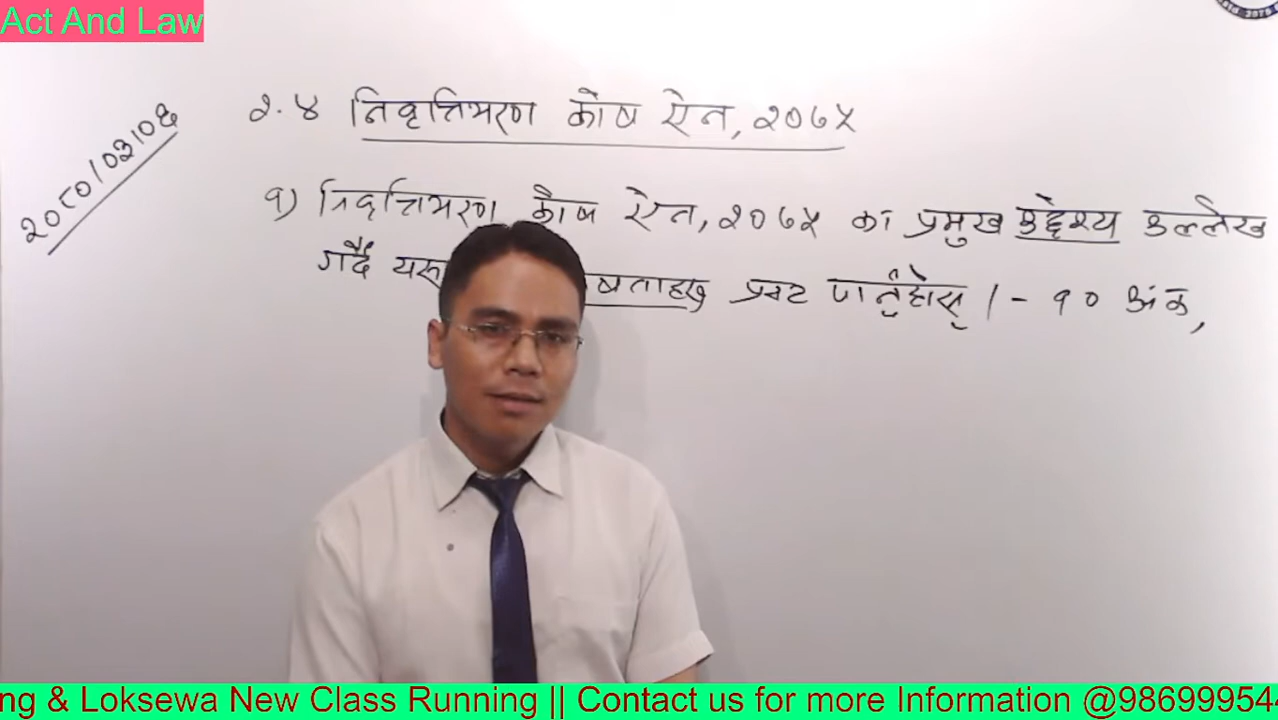 Act And Law
२०८०/०३/०६
२.४ निवृत्तिभरण कोष ऐन, २०७५
१) निवृत्तिभरण कोष ऐन, २०७५ का प्रमुख उद्देश्य उल्लेख
गर्दै यस षताहरु प्रस्ट पार्नुहोस् । - १० अंक,
ng & Loksewa New Class Running || Contact us for more Information @98699954